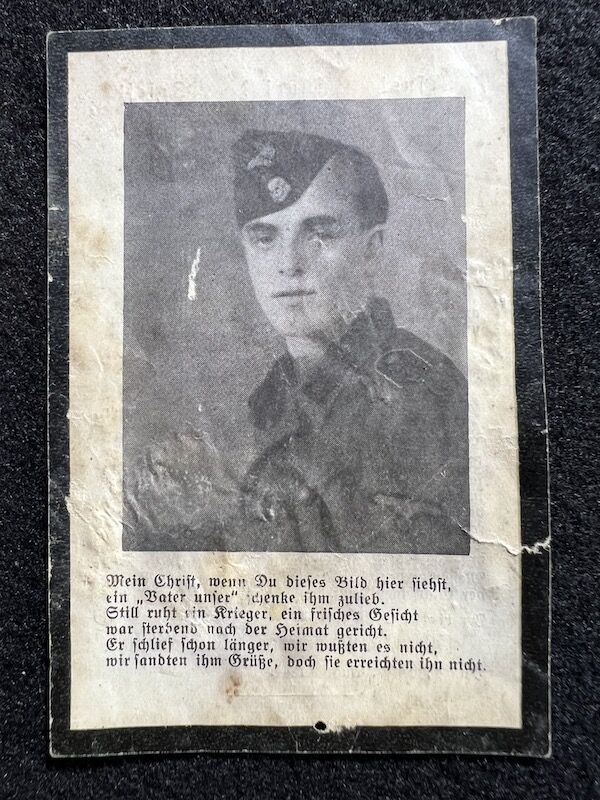 Mein Christ, wenn Du dieses Bild hier siehst,
ein „Vater unser" schenke ihm zulieb.
Still ruht ein Krieger, ein frisches Gesicht
war sterbend nach der Heimat gericht.
Er schlief schon länger, wir wußten es nicht,
wir sandten ihm Grüße, doch sie erreichten ihn nicht.